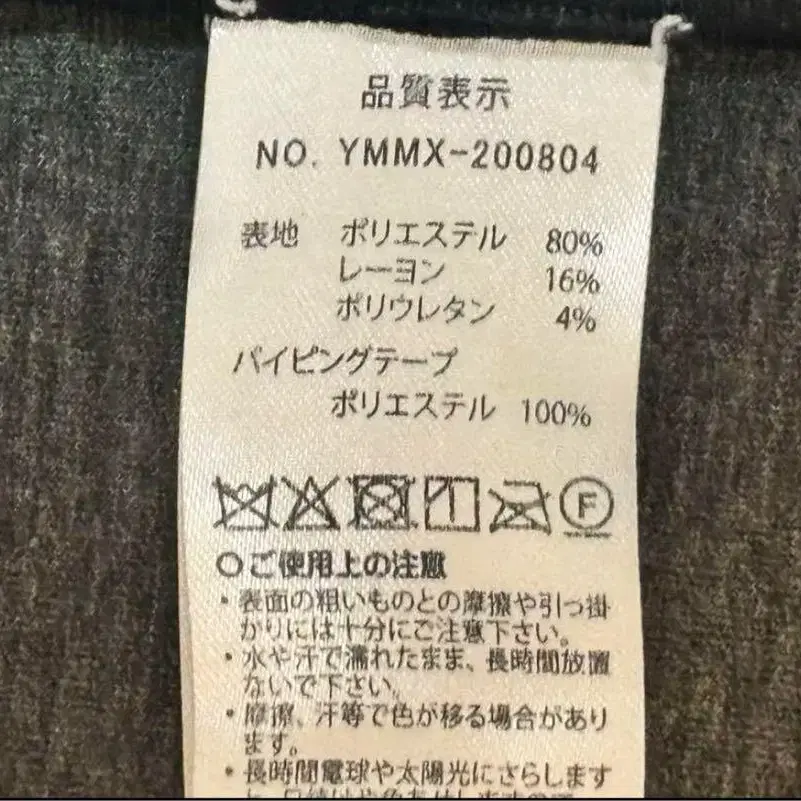 品質表示
NO. YMMX-200804
表地 ポリエステル 80%
レーヨン 16%
ポリウレタン 4%
パイピングテープ
ポリエステル 100%
F
○ご使用上の注意
・表面の粗いものとの摩擦や引っ掛
かりには十分にご注意下さい。
・水や汗で濡れたまま、長時間放置
ないで下さい。
・摩擦、汗等で色が移る場合があり
ます。
・長時間電球や太陽光にさらします